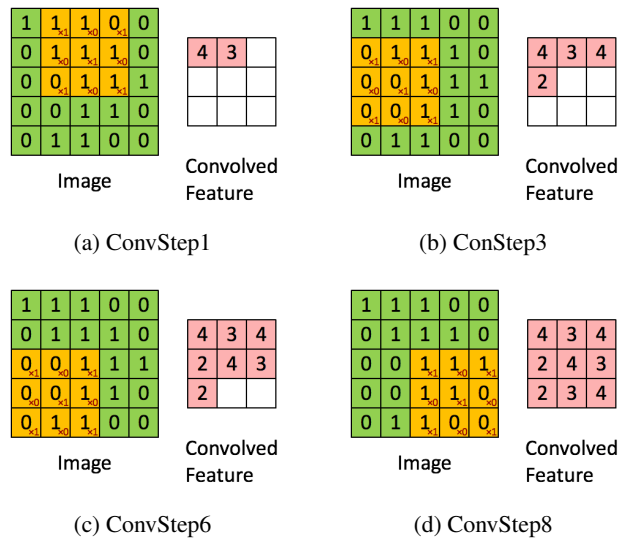 1 1×1 1×0 0×1 0
0 1×0 1×1 1×0 0
0 0×1 1×0 1×1 1
0 0 1 1 0
0 1 1 0 0
4 3
Image
Convolved
Feature
(a) ConvStep1
1 1 1 0 0
0×1 1×0 1×1 1 0
0×0 0×1 1×0 1 1
0×1 0×0 1×1 1 0
0 1 1 0 0
4 3 4
2
Image
Convolved
Feature
(b) ConStep3
1 1 1 0 0
0 1 1 1 0
0×1 0×0 1×1 1 1
0×0 0×1 1×0 1 0
0×1 1×0 1×1 0 0
4 3 4
2 4 3
2
Image
Convolved
Feature
(c) ConvStep6
1 1 1 0 0
0 1 1 1 0
0 0 1×1 1×0 1×1
0 0 1×0 1×1 0×0
0 1 1×1 0×0 0×1
4 3 4
2 4 3
2 3 4
Image
Convolved
Feature
(d) ConvStep8